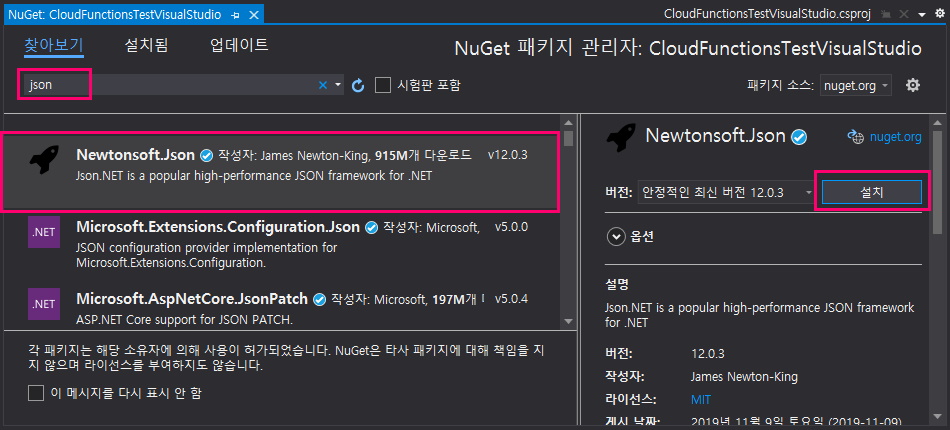 NuGet: CloudFunctionsTestVisualStudio
CloudFunctionsTestVisualStudio.csproj
찾아보기 설치됨 업데이트
NuGet 패키지 관리자: CloudFunctionsTestVisualStudio
json
시험판 포함
패키지 소스: nuget.org
Newtonsoft.Json 작성자: James Newton-King, 915M개 다운로드 v12.0.3
Json.NET is a popular high-performance JSON framework for .NET
.NET
Microsoft.Extensions.Configuration.Json 작성자: Microsoft, v5.0.0
JSON configuration provider implementation for
Microsoft.Extensions.Configuration.
.NET
Microsoft.AspNetCore.JsonPatch 작성자: Microsoft, 197M개 v5.0.4
ASP.NET Core support for JSON PATCH.
각 패키지는 해당 소유자에 의해 사용이 허가되었습니다. NuGet은 타사 패키지에 대해 책임을 지
지 않으며 라이선스를 부여하지도 않습니다.
이 메시지를 다시 표시 안 함
Newtonsoft.Json
nuget.org
버전: 안정적인 최신 버전 12.0.3
설치
옵션
설명
Json.NET is a popular high-performance JSON framework
for .NET
버전: 12.0.3
작성자: James Newton-King
라이선스: MIT
게시 날짜: 2019년 11월 9일 토요일 (2019-11-09)